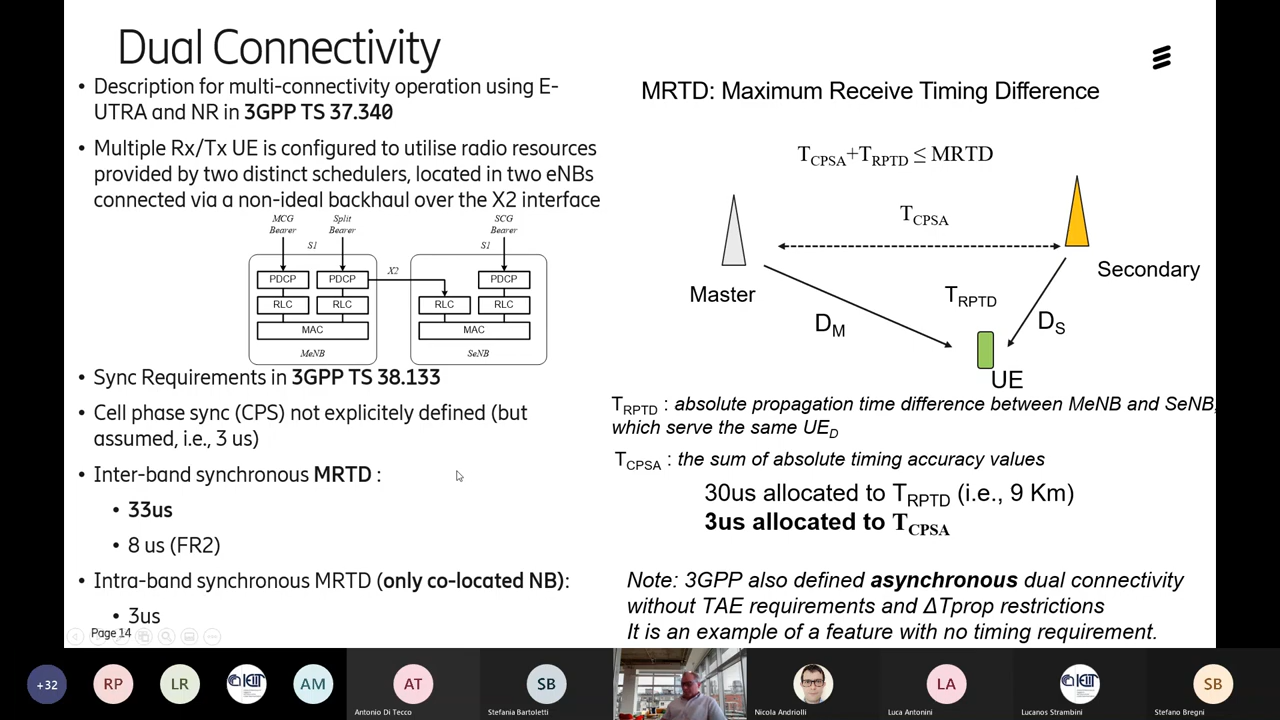 Dual Connectivity
• Description for multi-connectivity operation using E-
UTRA and NR in 3GPP TS 37.340
• Multiple Rx/Tx UE is configured to utilise radio resources
provided by two distinct schedulers, located in two eNBs
connected via a non-ideal backhaul over the X2 interface
MCG Bearer
Split Bearer
SCG Bearer
S1
S1
X2
PDCP
PDCP
PDCP
RLC
RLC
RLC
RLC
MAC
MAC
MeNB
SeNB
• Sync Requirements in 3GPP TS 38.133
• Cell phase sync (CPS) not explicitely defined (but
assumed, i.e., 3 us)
• Inter-band synchronous MRTD :
• 33us
• 8 us (FR2)
• Intra-band synchronous MRTD (only co-located NB):
• 3us
Page 14
MRTD: Maximum Receive Timing Difference
TCPSA+TRPTD ≤ MRTD
TCPSA
Secondary
Master
TRPTD
DM
DS
UE
TRPTD : absolute propagation time difference between MeNB and SeNB,
which serve the same UED
TCPSA : the sum of absolute timing accuracy values
30us allocated to TRPTD (i.e., 9 Km)
3us allocated to TCPSA
Note: 3GPP also defined asynchronous dual connectivity
without TAE requirements and ΔTprop restrictions
It is an example of a feature with no timing requirement.
+32
RP
LR
IEIIT
AM
AT
Antonio Di Tecco
SB
Stefania Bartoletti
Nicola Andriolli
LA
Luca Antonini
IEIIT
Lucanos Strambini
SB
Stefano Bregni